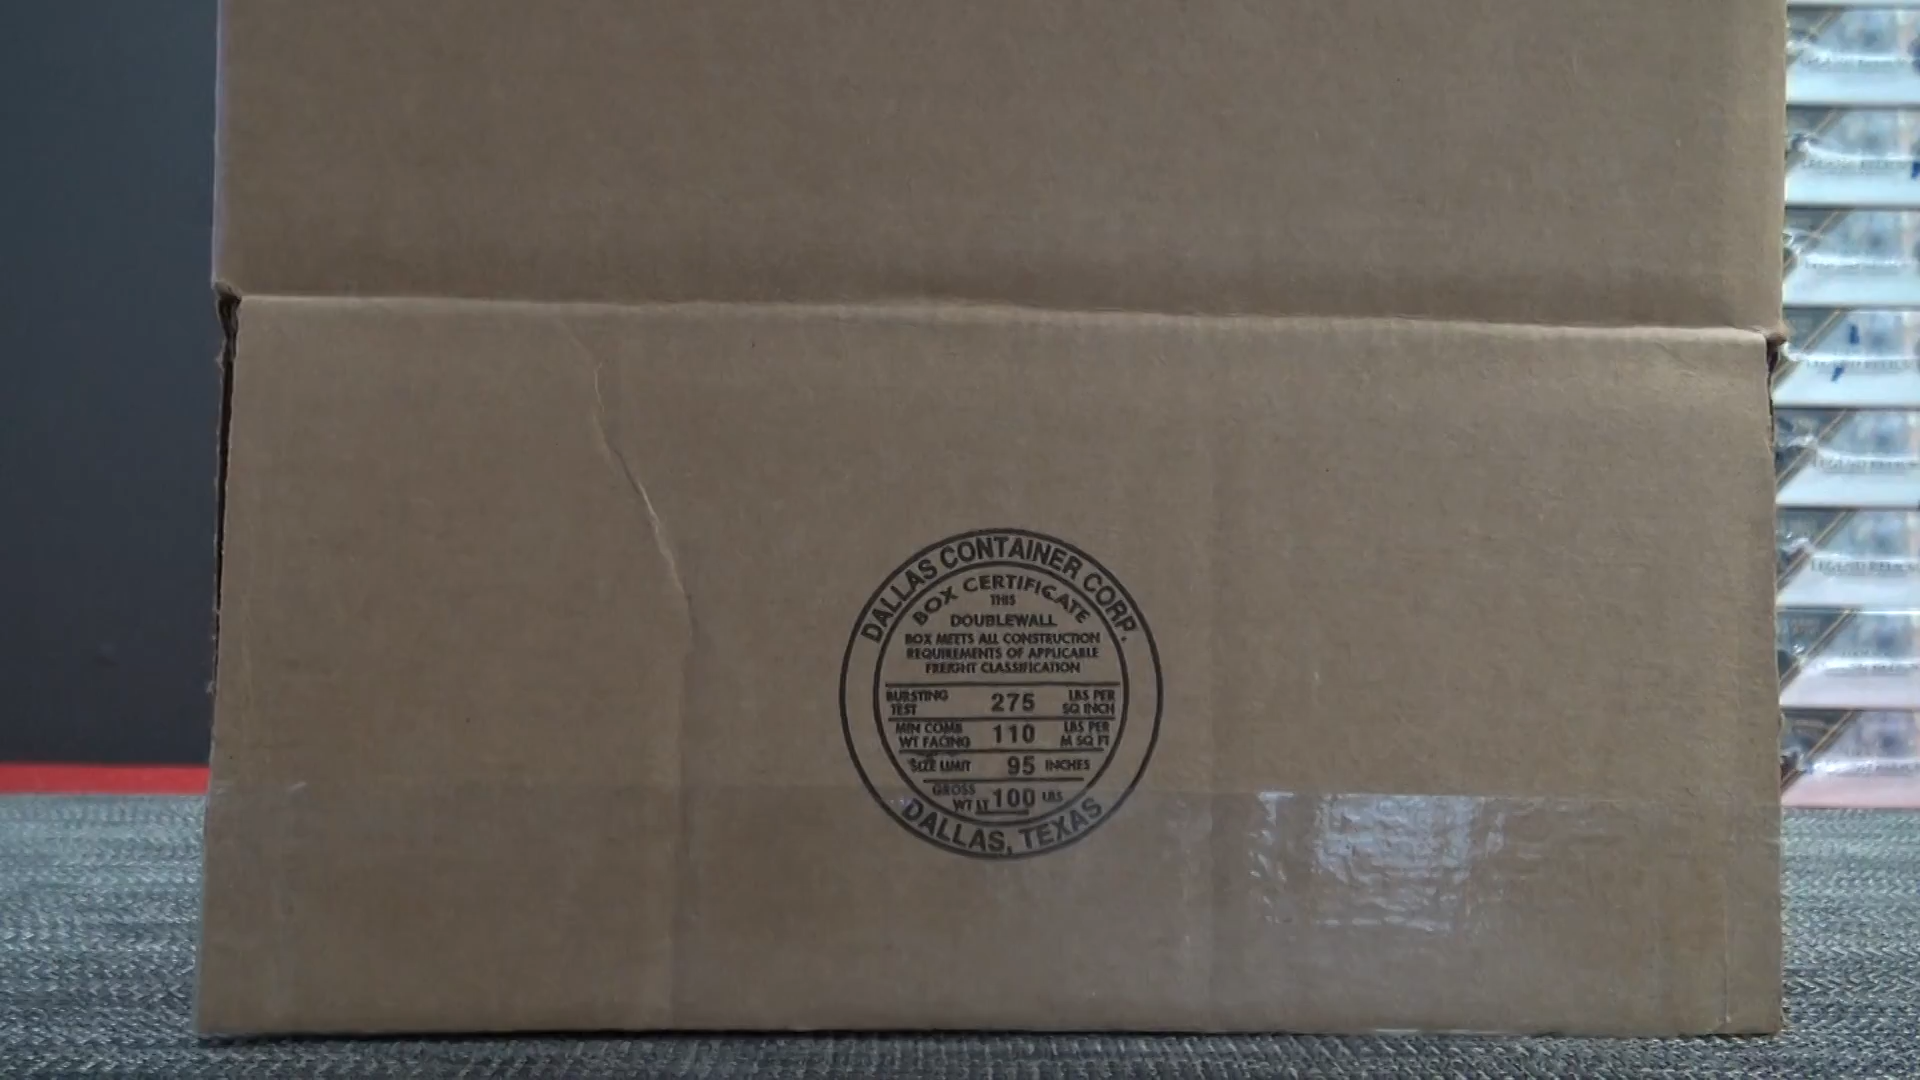 DALLAS CONTAINER CORP.
BOX CERTIFICATE
THIS
DOUBLEWALL
BOX MEETS ALL CONSTRUCTION
REQUIREMENTS OF APPLICABLE
FREIGHT CLASSIFICATION
BURSTING TEST 275 LBS PER SQ INCH
MIN COMB WT FACING 110 LBS PER M SQ FT
SIZE LIMIT 95 INCHES
GROSS WT LT 100 LBS
DALLAS, TEXAS
LEGEND RELICS